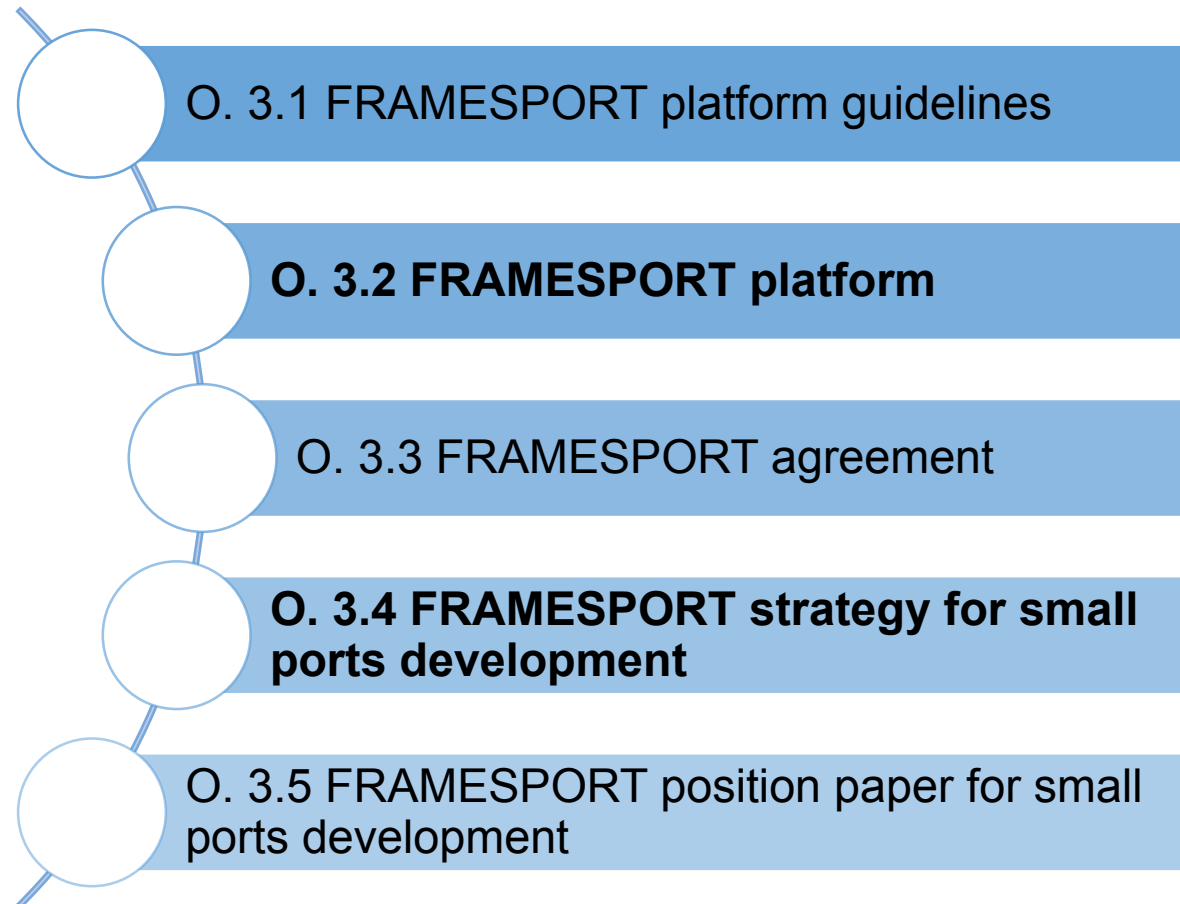 O. 3.1 FRAMESPORT platform guidelines
O. 3.2 FRAMESPORT platform
O. 3.3 FRAMESPORT agreement
O. 3.4 FRAMESPORT strategy for small
ports development
O. 3.5 FRAMESPORT position paper for small
ports development